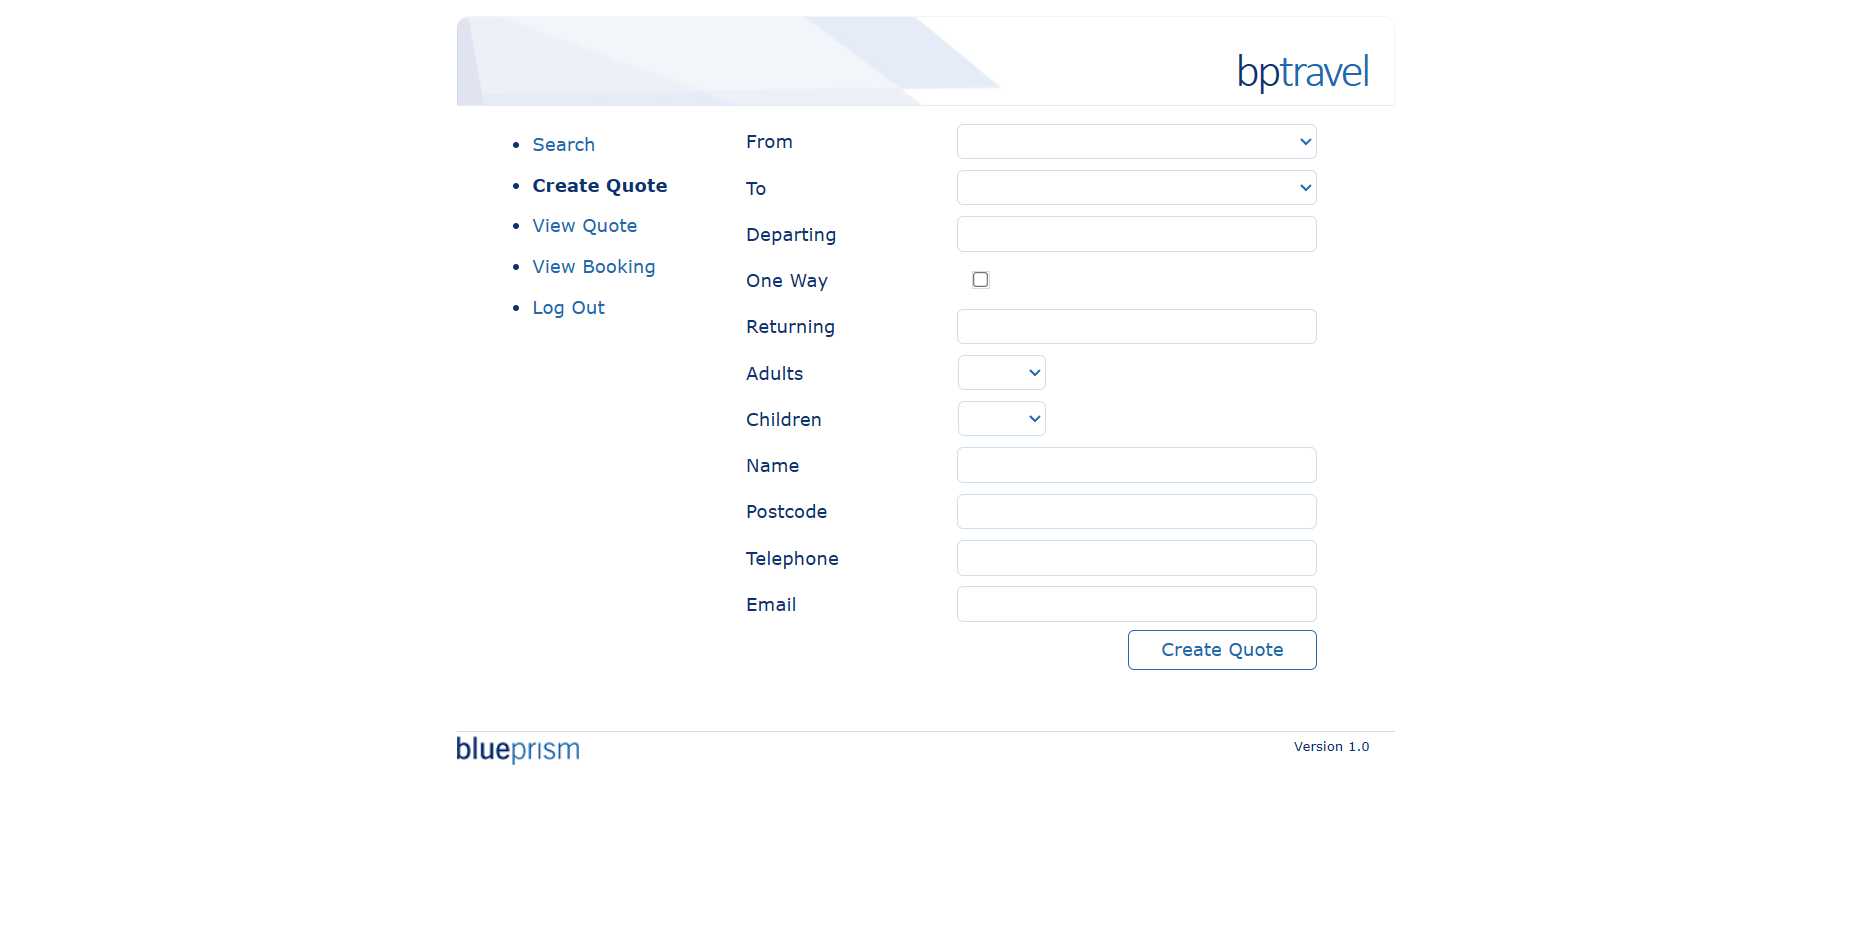 bptravel
Search
Create Quote
View Quote
View Booking
Log Out
From
To
Departing
One Way
Returning
Adults
Children
Name
Postcode
Telephone
Email
Create Quote
blueprism
Version 1.0